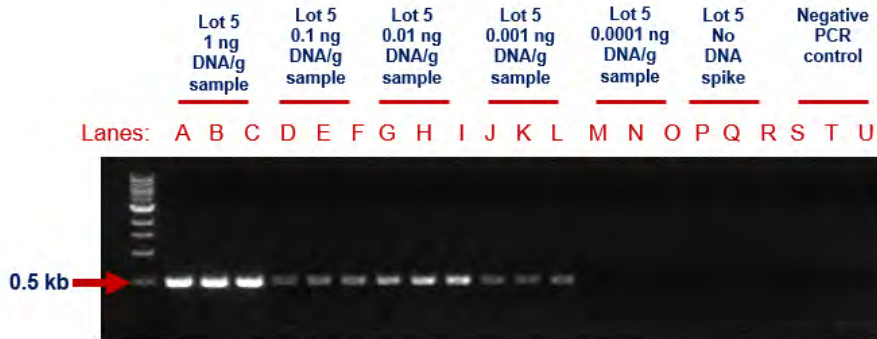 Lot 5
1 ng
DNA/g
sample
Lot 5
0.1 ng
DNA/g
sample
Lot 5
0.01 ng
DNA/g
sample
Lot 5
0.001 ng
DNA/g
sample
Lot 5
0.0001 ng
DNA/g
sample
Lot 5
No
DNA
spike
Negative
PCR
control
Lanes: A B C D E F G H I J K L M N O P Q R S T U
0.5 kb